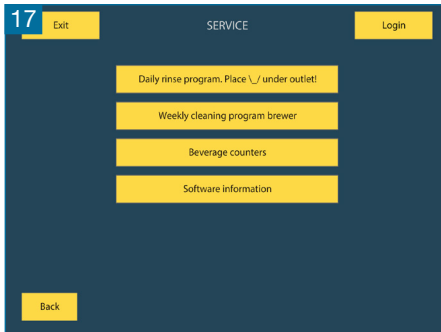 17
Exit
SERVICE
Login
Daily rinse program. Place \_/ under outlet!
Weekly cleaning program brewer
Beverage counters
Software information
Back